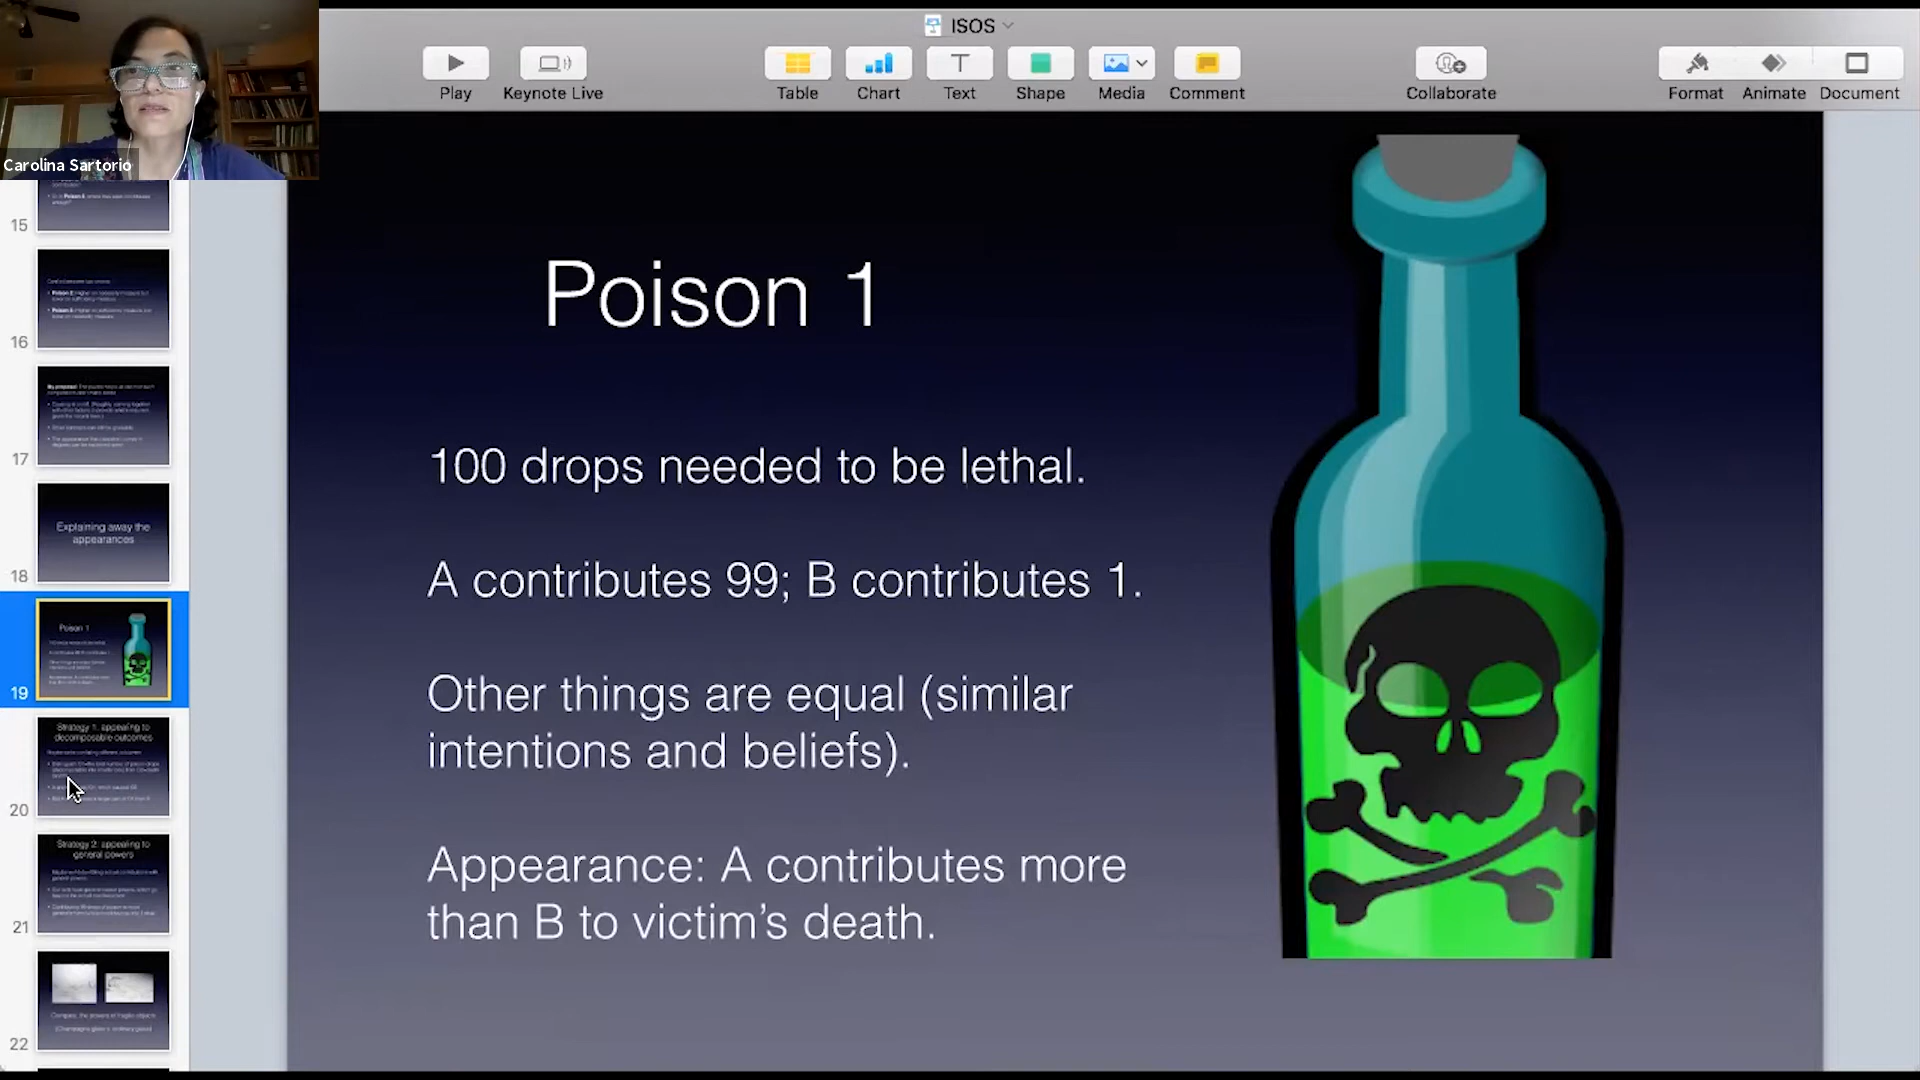 ISOS
Play
Keynote Live
Table
Chart
Text
Shape
Media
Comment
Collaborate
Format
Animate
Document
Carolina Sartorio
15
16
17
Explaining away the
appearances
18
Poison 1
19
Strategy 1: appealing to
decomposable outcomes
20
Strategy 2: appealing to
general powers
21
22
Poison 1
100 drops needed to be lethal.
A contributes 99; B contributes 1.
Other things are equal (similar
intentions and beliefs).
Appearance: A contributes more
than B to victim's death.